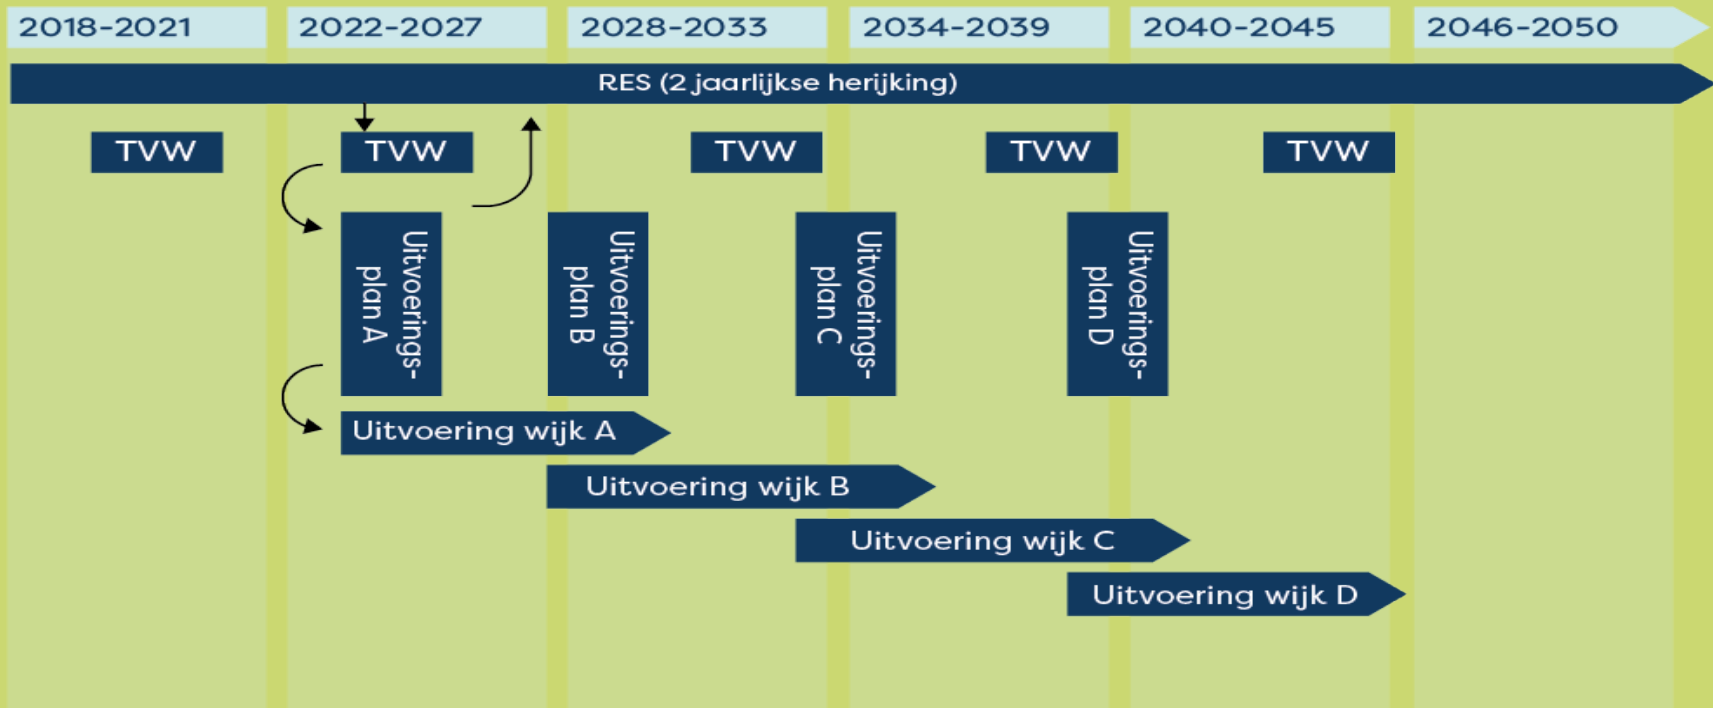 2018-2021
2022-2027
2028-2033
2034-2039
2040-2045
2046-2050
RES (2 jaarlijkse herijking)
TVW
TVW
TVW
TVW
TVW
Uitvoerings-
plan A
Uitvoerings-
plan B
Uitvoerings-
plan C
Uitvoerings-
plan D
Uitvoering wijk A
Uitvoering wijk B
Uitvoering wijk C
Uitvoering wijk D